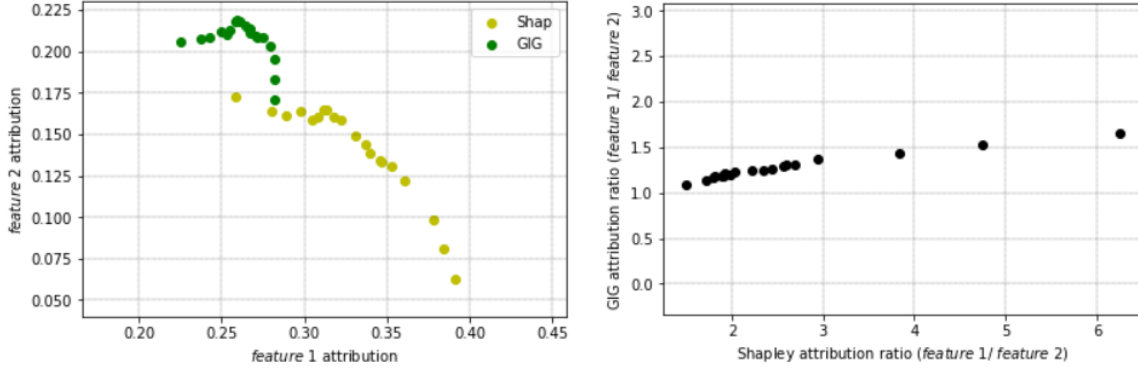 0.225
0.200
0.175
0.150
0.125
0.100
0.075
0.050
feature 2 attribution
Shap
GIG
0.20 0.25 0.30 0.35 0.40 0.45
feature 1 attribution
3.0
2.5
2.0
1.5
1.0
0.5
0.0
GIG attribution ratio (feature 1/ feature 2)
2 3 4 5 6
Shapley attribution ratio (feature 1/ feature 2)